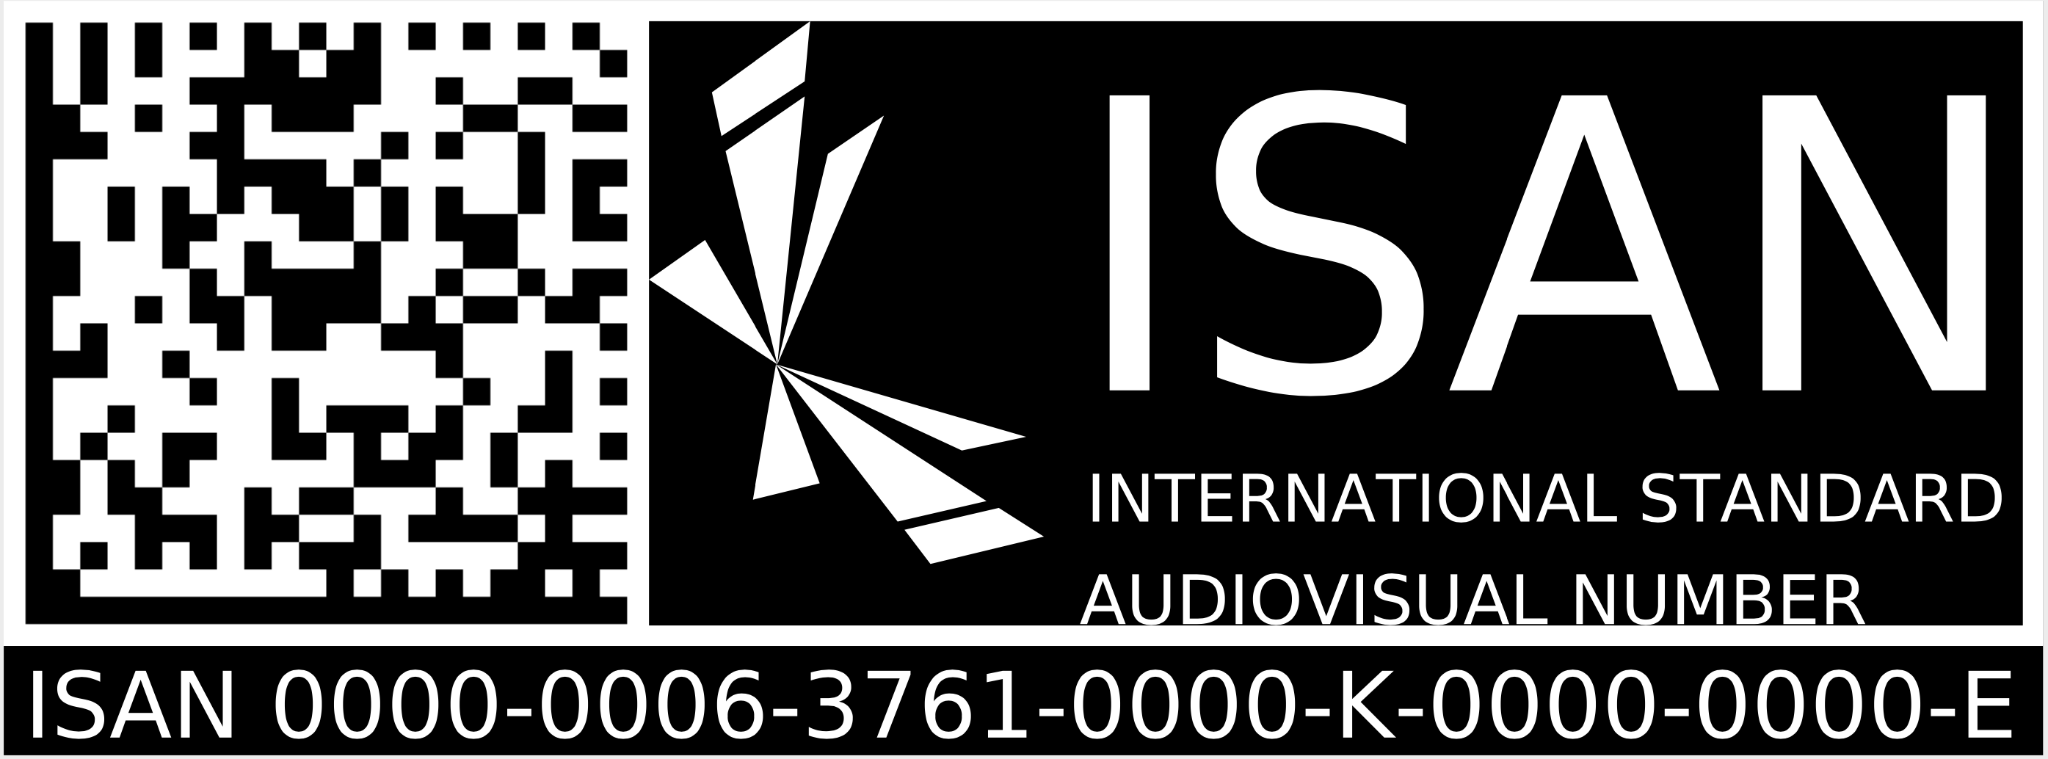 ISAN
INTERNATIONAL STANDARD
AUDIOVISUAL NUMBER
ISAN 0000-0006-3761-0000-K-0000-0000-E